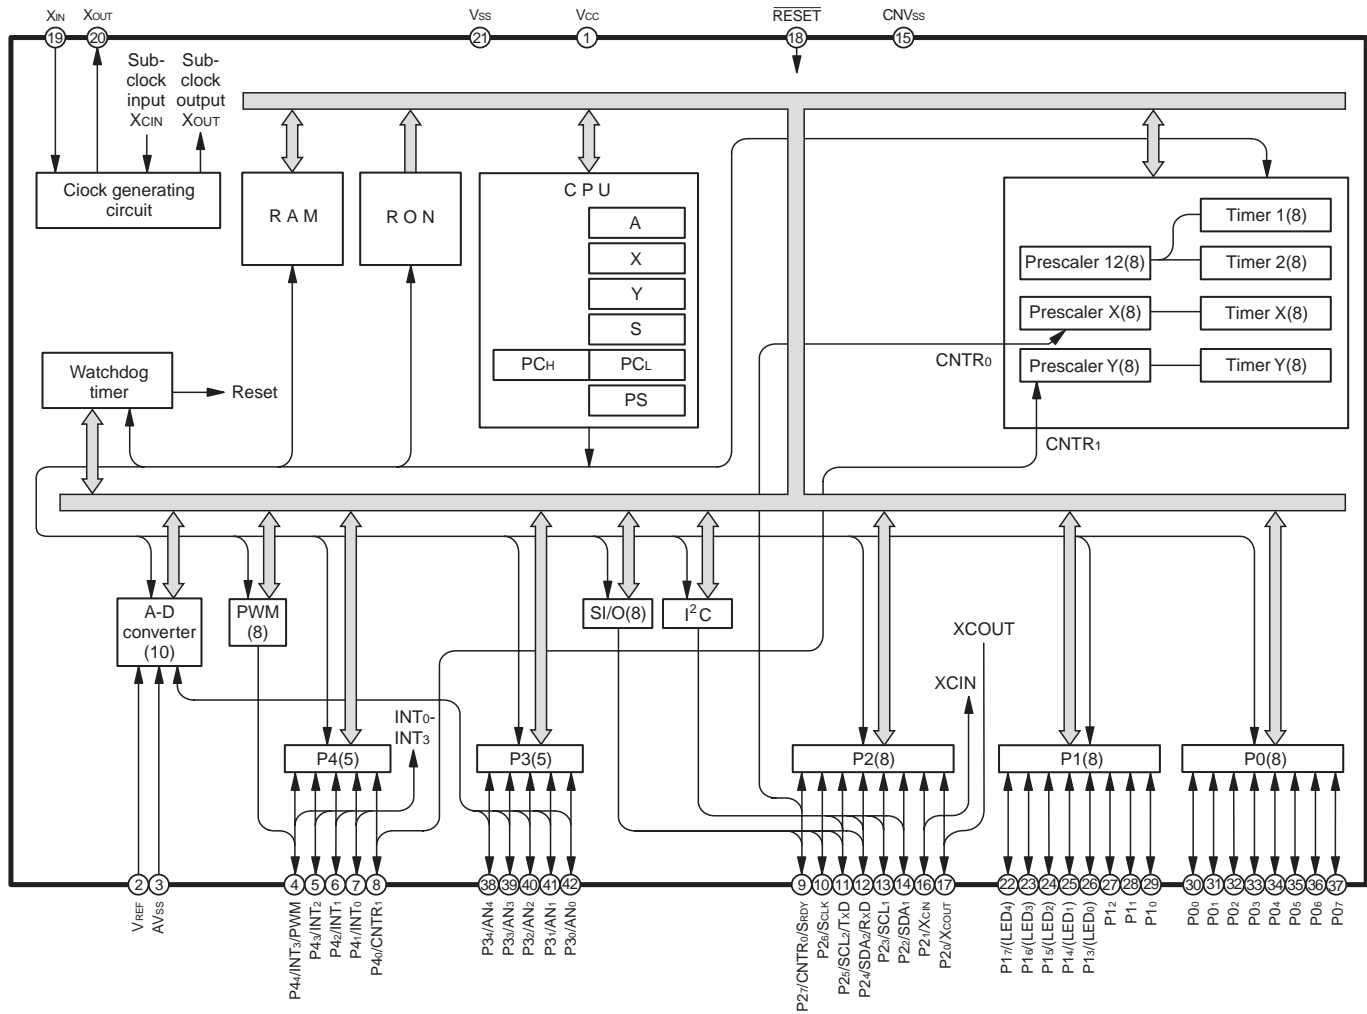 XIN XOUT VSS VCC RESET CNVSS
19 20 21 1 18 15
Sub-
clock
input
XCIN
Sub-
clock
output
XOUT
Ciock generating
circuit
R A M
R O N
C P U
A
X
Y
S
PCH PCL
PS
Timer 1(8)
Prescaler 12(8) Timer 2(8)
Prescaler X(8) Timer X(8)
CNTR0
Prescaler Y(8) Timer Y(8)
CNTR1
Watchdog
timer
Reset
A-D
converter
(10)
PWM
(8)
SI/O(8)
I2 C
XCOUT
XCIN
INT0-
INT3
P4(5) P3(5) P2(8) P1(8) P0(8)
2 3 4 5 6 7 8 38 39 40 41 42 9 10 11 12 13 14 16 17 22 23 24 25 26 27 28 29 30 31 32 33 34 35 36 37
VREF
AVSS
P44/INT3/PWM
P43/INT2
P42/INT1
P41/INT0
P40/CNTR1
P34/AN4
P33/AN3
P32/AN2
P31/AN1
P30/AN0
P27/CNTR0/SRDY
P26/SCLK
P25/SCL2/TxD
P24/SDA2/RxD
P23/SCL1
P22/SDA1
P21/XCIN
P20/XCOUT
P17/(LED4)
P16/(LED3)
P15/(LED2)
P14/(LED1)
P13/(LED0)
P12
P11
P10
P00
P01
P02
P03
P04
P05
P06
P07